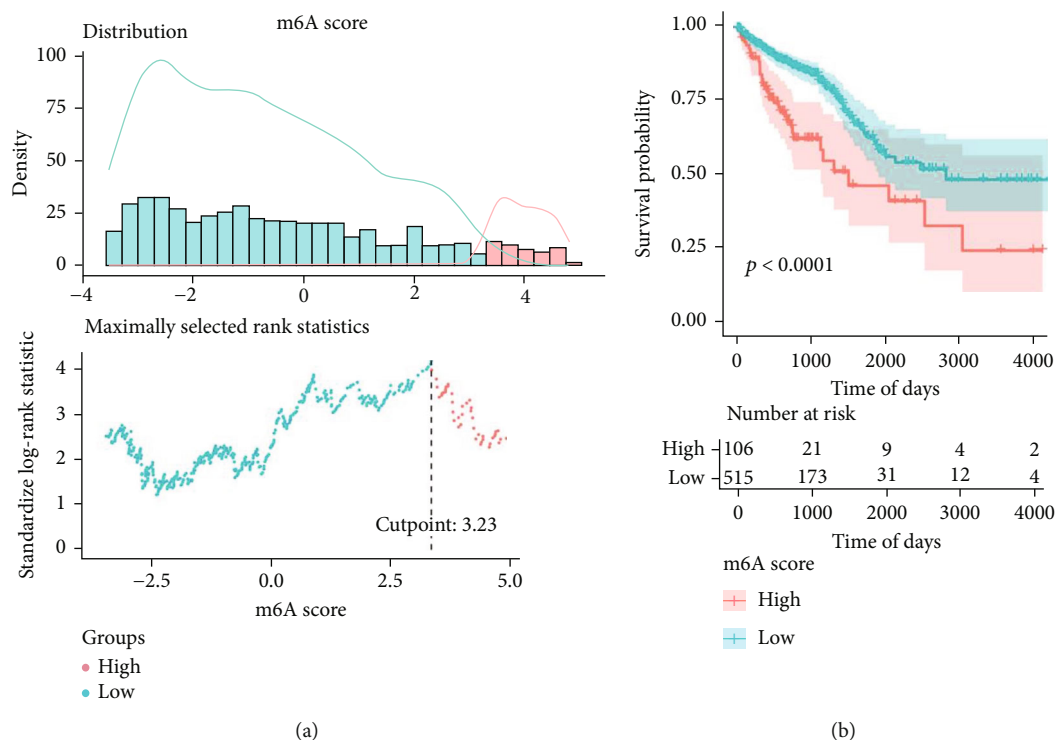 m6A score
Distribution
Density
100
75
50
25
0
−4
−2
0
2
4
Maximally selected rank statistics
Standardize log-rank statistic
4
3
2
1
0
Cutpoint: 3.23
−2.5
0.0
2.5
5.0
m6A score
Groups
High
Low
(a)
Survival probability
1.00
0.75
0.50
0.25
0.00
p < 0.0001
0
1000
2000
3000
4000
Time of days
Number at risk
High 106 21 9 4 2
Low 515 173 31 12 4
0
1000
2000
3000
4000
Time of days
m6A score
High
Low
(b)